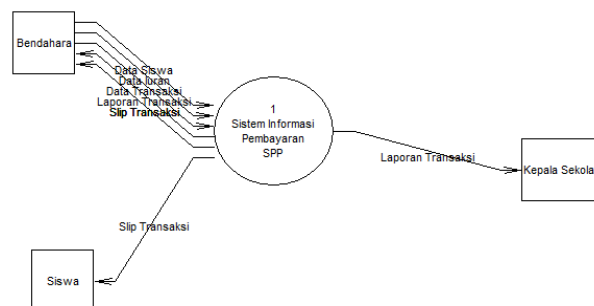 Bendahara
Data Siswa
Data Iuran
Data Transaksi
Laporan Transaksi
Slip Transaksi
1
Sistem Informasi
Pembayaran
SPP
Laporan Transaksi
Kepala Sekola
Slip Transaksi
Siswa